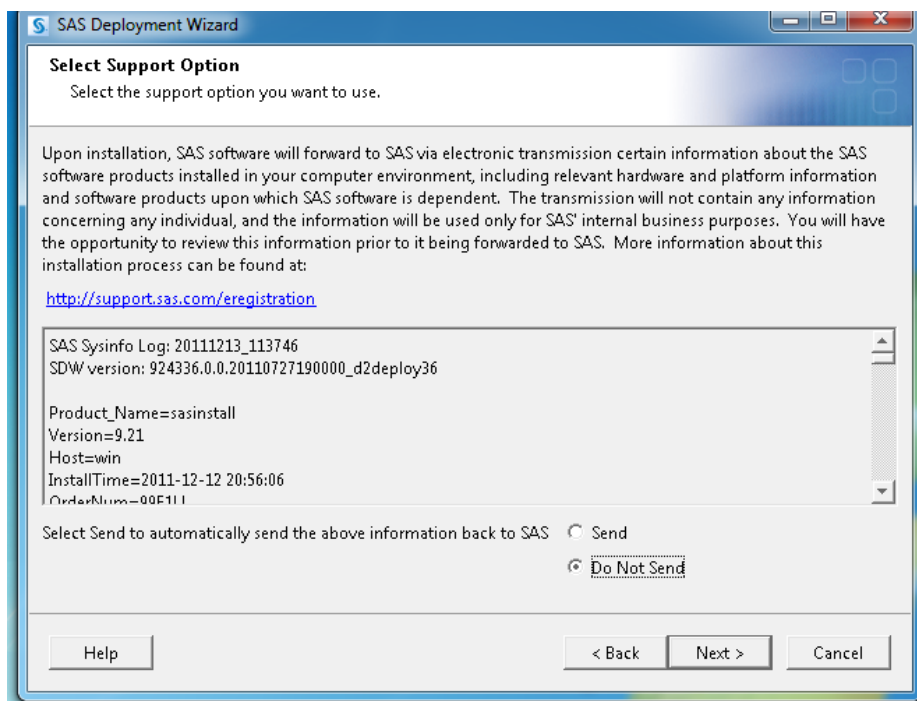 SAS Deployment Wizard
Select Support Option
Select the support option you want to use.
Upon installation, SAS software will forward to SAS via electronic transmission certain information about the SAS
software products installed in your computer environment, including relevant hardware and platform information
and software products upon which SAS software is dependent.  The transmission will not contain any information
concerning any individual, and the information will be used only for SAS' internal business purposes.  You will have
the opportunity to review this information prior to it being forwarded to SAS.  More information about this
installation process can be found at:
http://support.sas.com/eregistration
SAS Sysinfo Log: 20111213_113746
SDW version: 924336.0.0.20110727190000_d2deploy36
Product_Name=sasinstall
Version=9.21
Host=win
InstallTime=2011-12-12 20:56:06
Select Send to automatically send the above information back to SAS
Send
Do Not Send
Help
< Back
Next >
Cancel